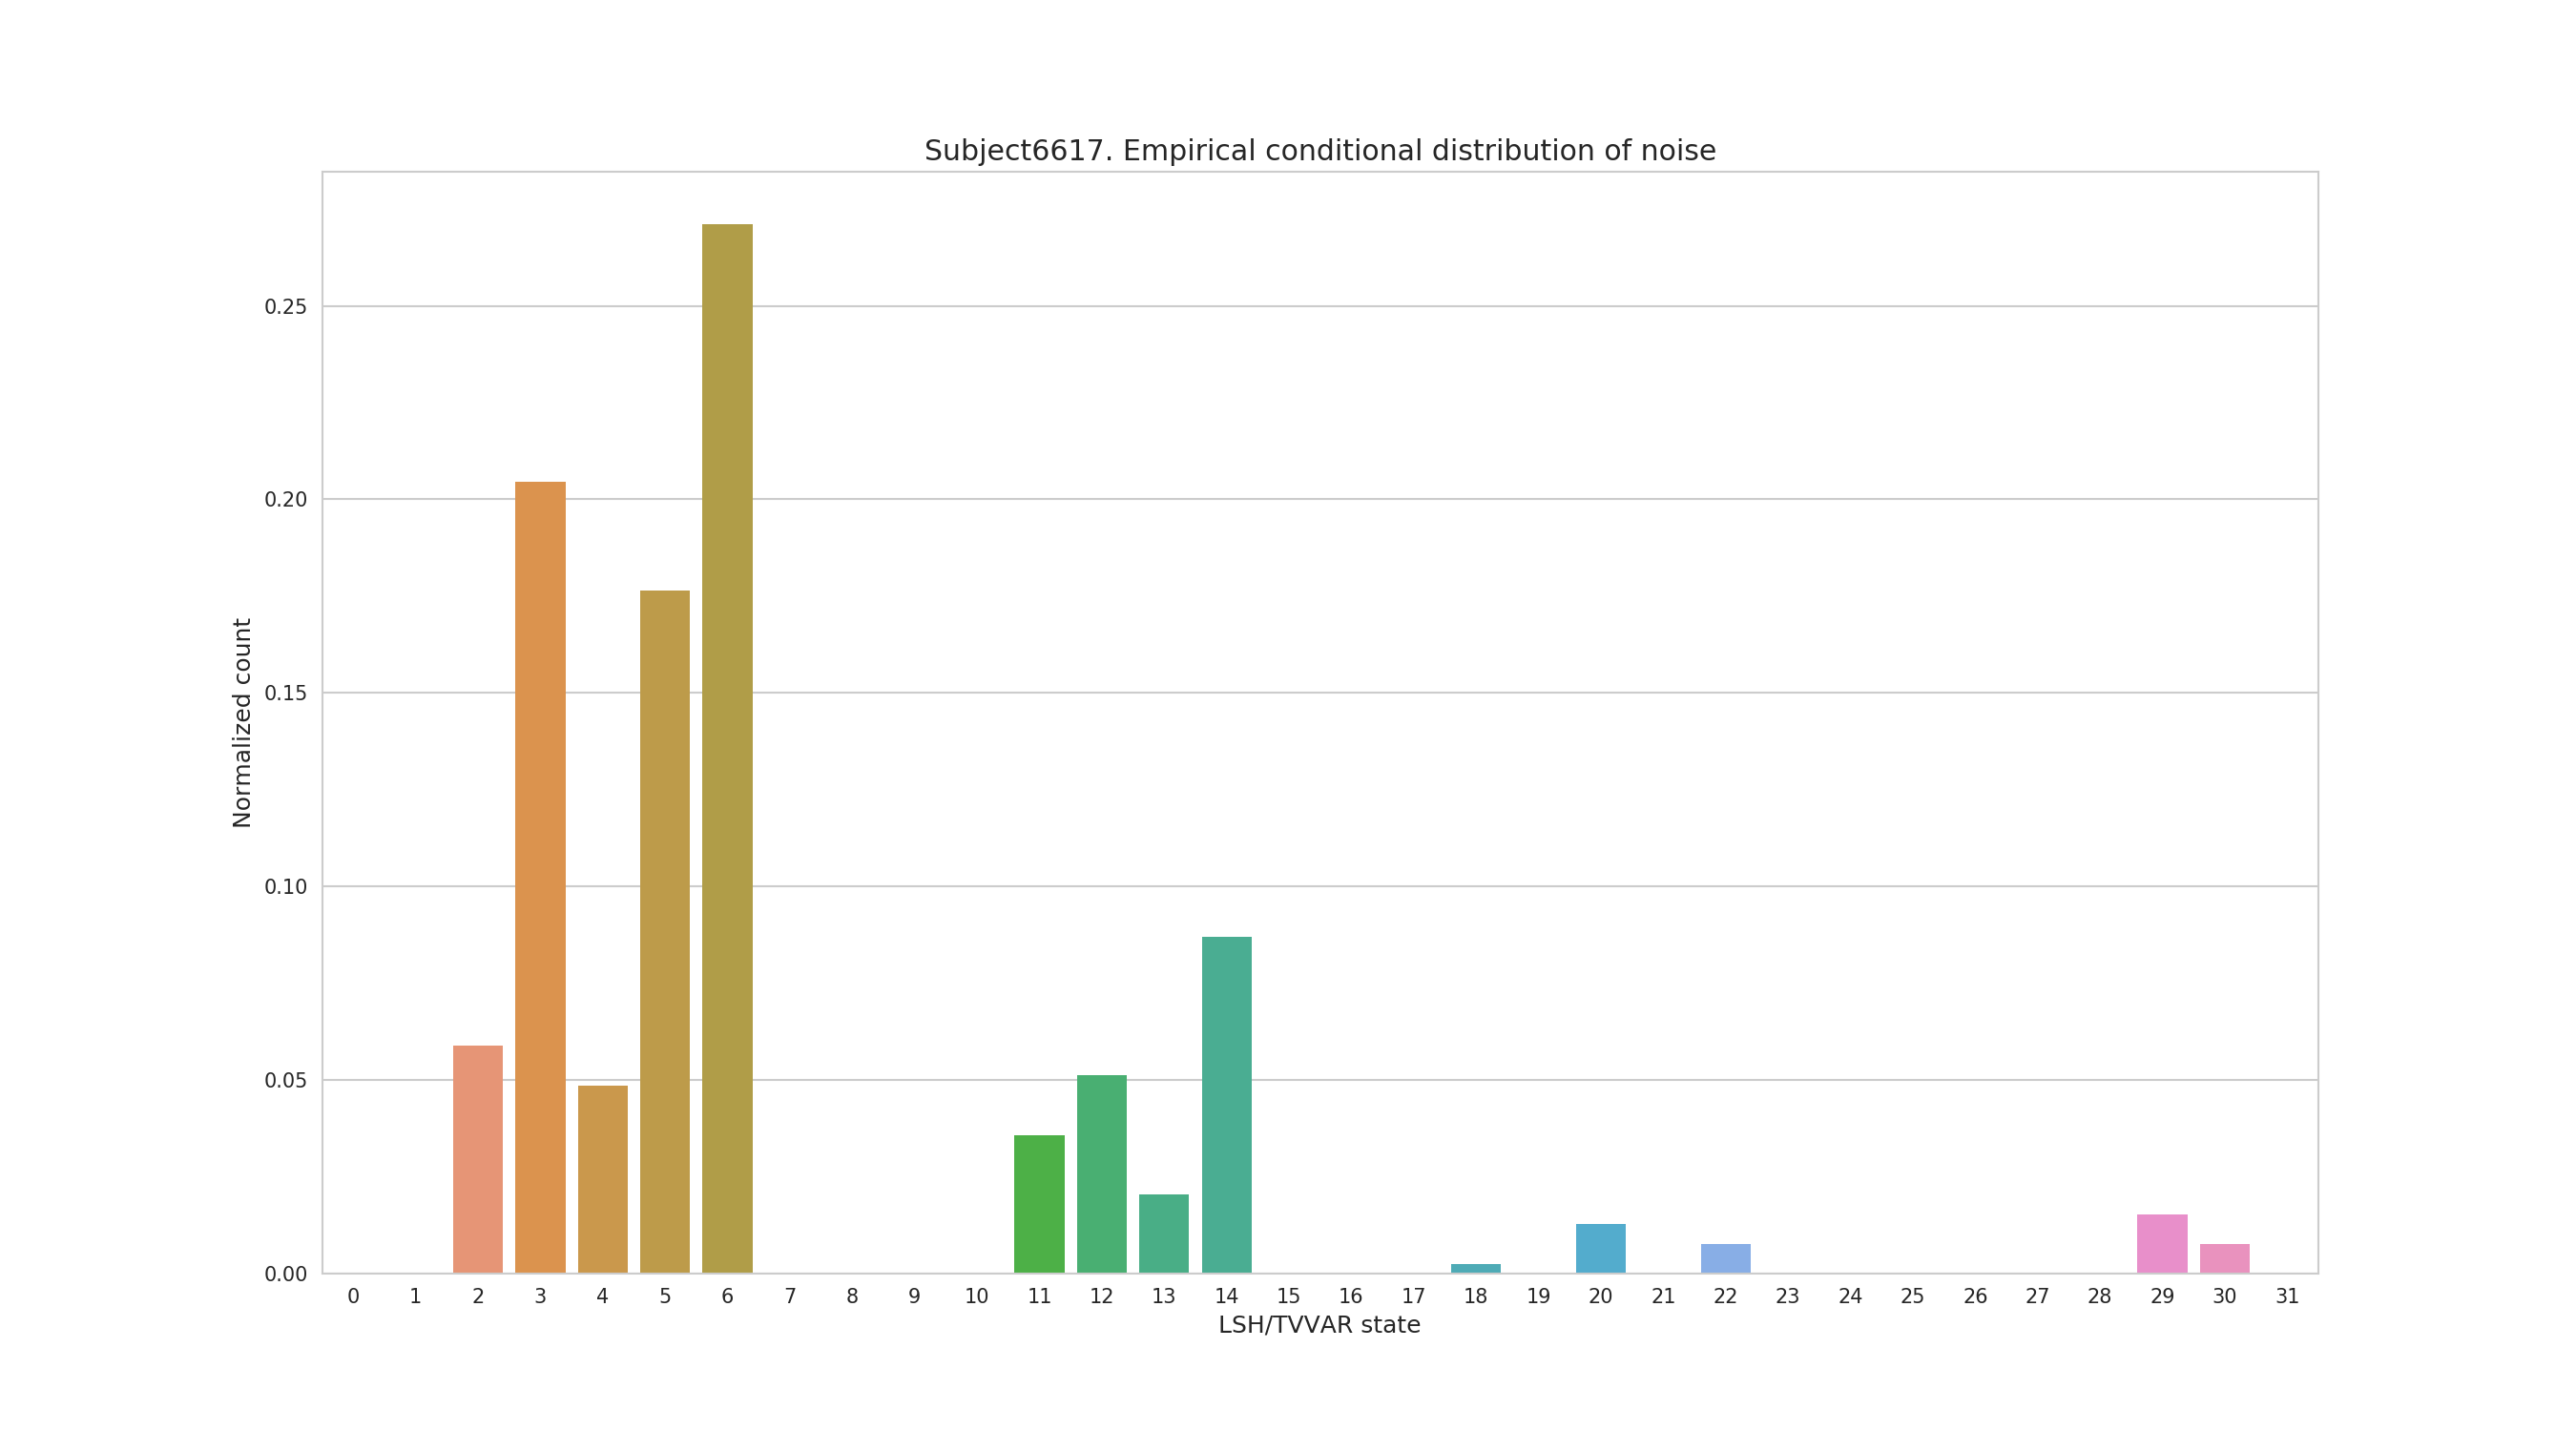 Subject6617. Empirical conditional distribution of noise
Normalized count
0.25
0.20
0.15
0.10
0.05
0.00
0 1 2 3 4 5 6 7 8 9 10 11 12 13 14 15 16 17 18 19 20 21 22 23 24 25 26 27 28 29 30 31
LSH/TVVAR state